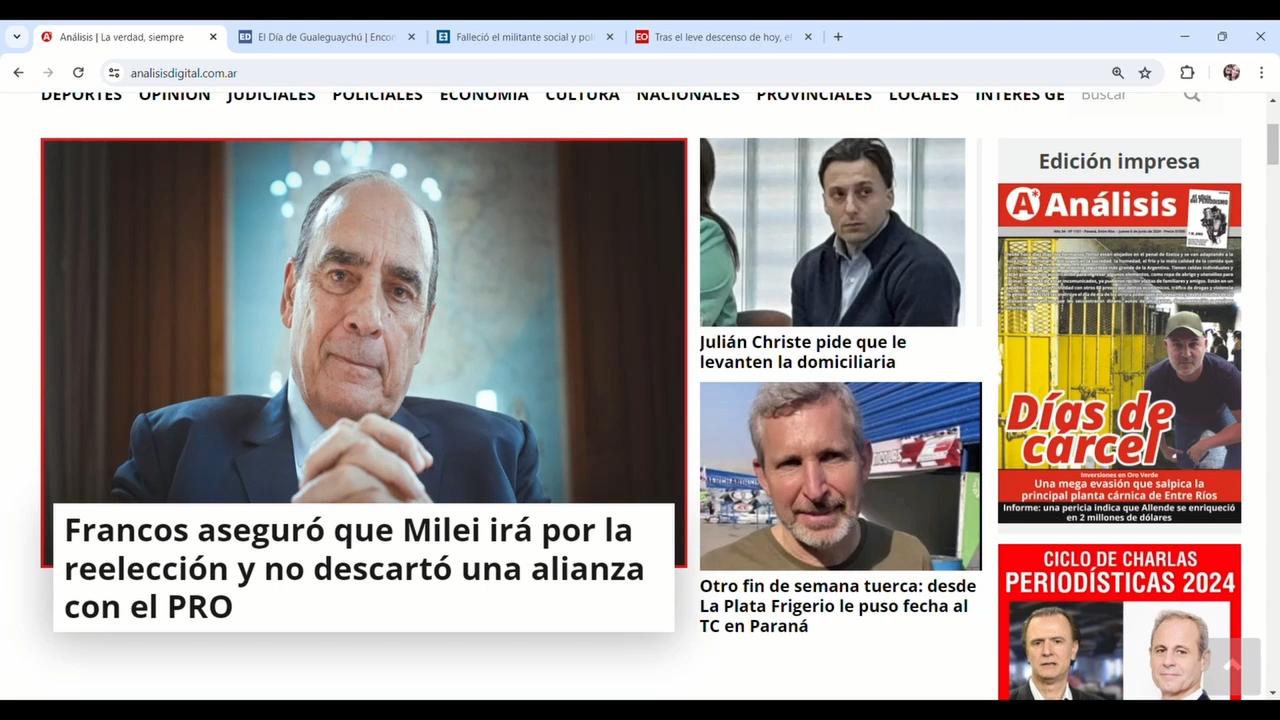 Análisis | La verdad, siempre
El Día de Gualeguaychú | Encon
Falleció el militante social y pol
Tras el leve descenso de hoy, el
analisisdigital.com.ar
DEPORTES OPINIÓN JUDICIALES POLICIALES ECONOMÍA CULTURA NACIONALES PROVINCIALES LOCALES INTERÉS GE
Buscar
Francos aseguró que Milei irá por la
reelección y no descartó una alianza
con el PRO
Julián Christe pide que le
levanten la domiciliaria
Otro fin de semana tuerca: desde
La Plata Frigerio le puso fecha al
TC en Paraná
Edición impresa
Análisis
Días de
cárcel
Inversiones en Oro Verde
Una mega evasión que salpica la
principal planta cárnica de Entre Ríos
Informe: una pericia indica que Allende se enriqueció
en 2 millones de dólares
CICLO DE CHARLAS
PERIODÍSTICAS 2024